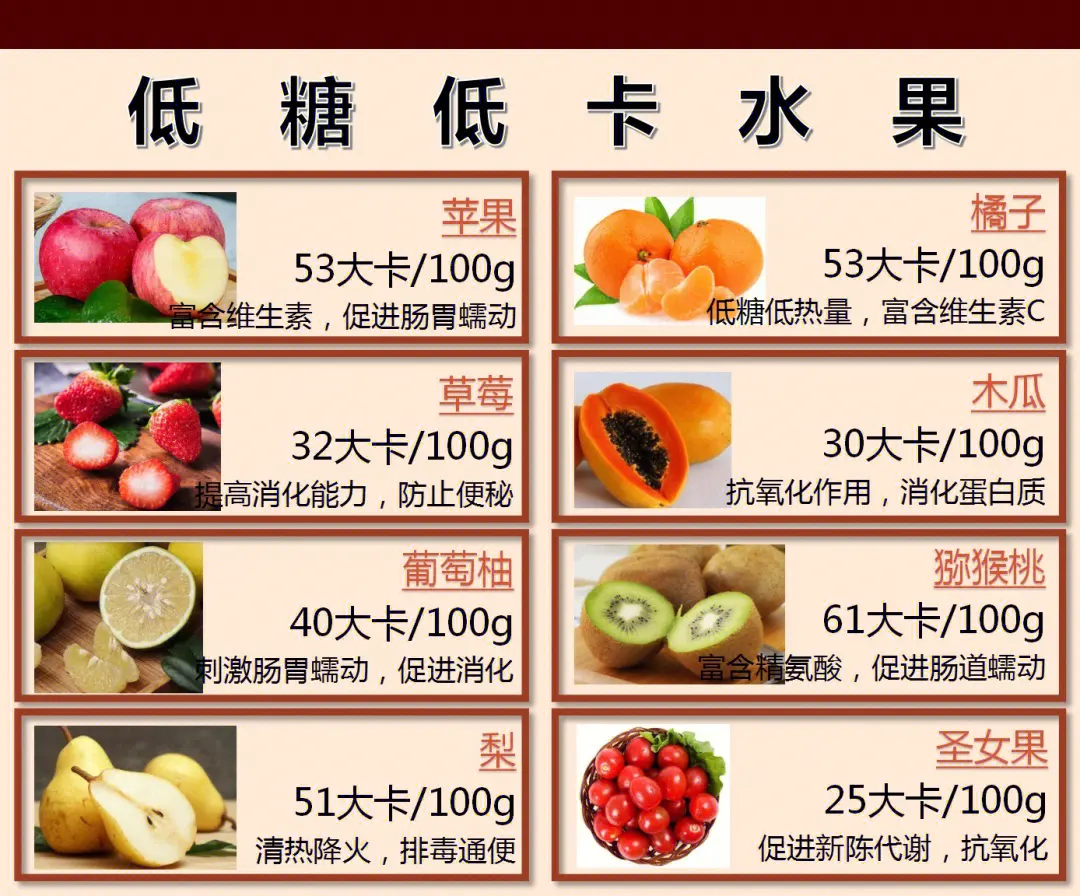 低糖低卡水果
苹果
53大卡/100g
富含维生素，促进肠胃蠕动
橘子
53大卡/100g
低糖低热量，富含维生素C
草莓
32大卡/100g
提高消化能力，防止便秘
木瓜
30大卡/100g
抗氧化作用，消化蛋白质
葡萄柚
40大卡/100g
刺激肠胃蠕动，促进消化
猕猴桃
61大卡/100g
富含精氨酸，促进肠道蠕动
梨
51大卡/100g
清热降火，排毒通便
圣女果
25大卡/100g
促进新陈代谢，抗氧化